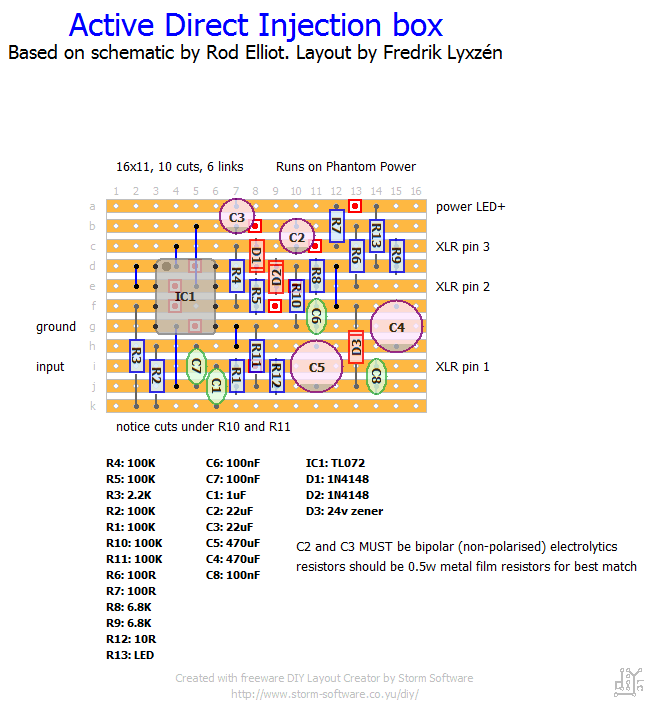 Active Direct Injection box
Based on schematic by Rod Elliot. Layout by Fredrik Lyxzén
16x11, 10 cuts, 6 links Runs on Phantom Power
1 2 3 4 5 6 7 8 9 10 11 12 13 14 15 16
a power LED+
b
c XLR pin 3
d
e XLR pin 2
f
ground g
h
input i XLR pin 1
j
k
C3
C2
R7
R13
D1
R6
R9
R4
D2
R8
IC1
R5
R10
C6
C4
R3
R11
D3
C7
C5
R2
R1
R12
C8
C1
notice cuts under R10 and R11
R4: 100K C6: 100nF IC1: TL072
R5: 100K C7: 100nF D1: 1N4148
R3: 2.2K C1: 1uF D2: 1N4148
R2: 100K C2: 22uF D3: 24v zener
R1: 100K C3: 22uF
R10: 100K C5: 470uF
R11: 100K C4: 470uF
R6: 100R C8: 100nF
R7: 100R
R8: 6.8K
R9: 6.8K
R12: 10R
R13: LED
C2 and C3 MUST be bipolar (non-polarised) electrolytics
resistors should be 0.5w metal film resistors for best match
Created with freeware DIY Layout Creator by Storm Software
http://www.storm-software.co.yu/diy/